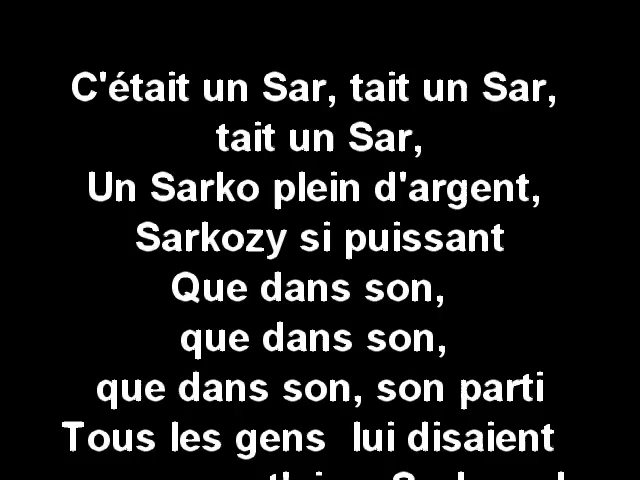 C'était un Sar, tait un Sar,
tait un Sar,
Un Sarko plein d'argent,
Sarkozy si puissant
Que dans son,
que dans son,
que dans son, son parti
Tous les gens lui disaient